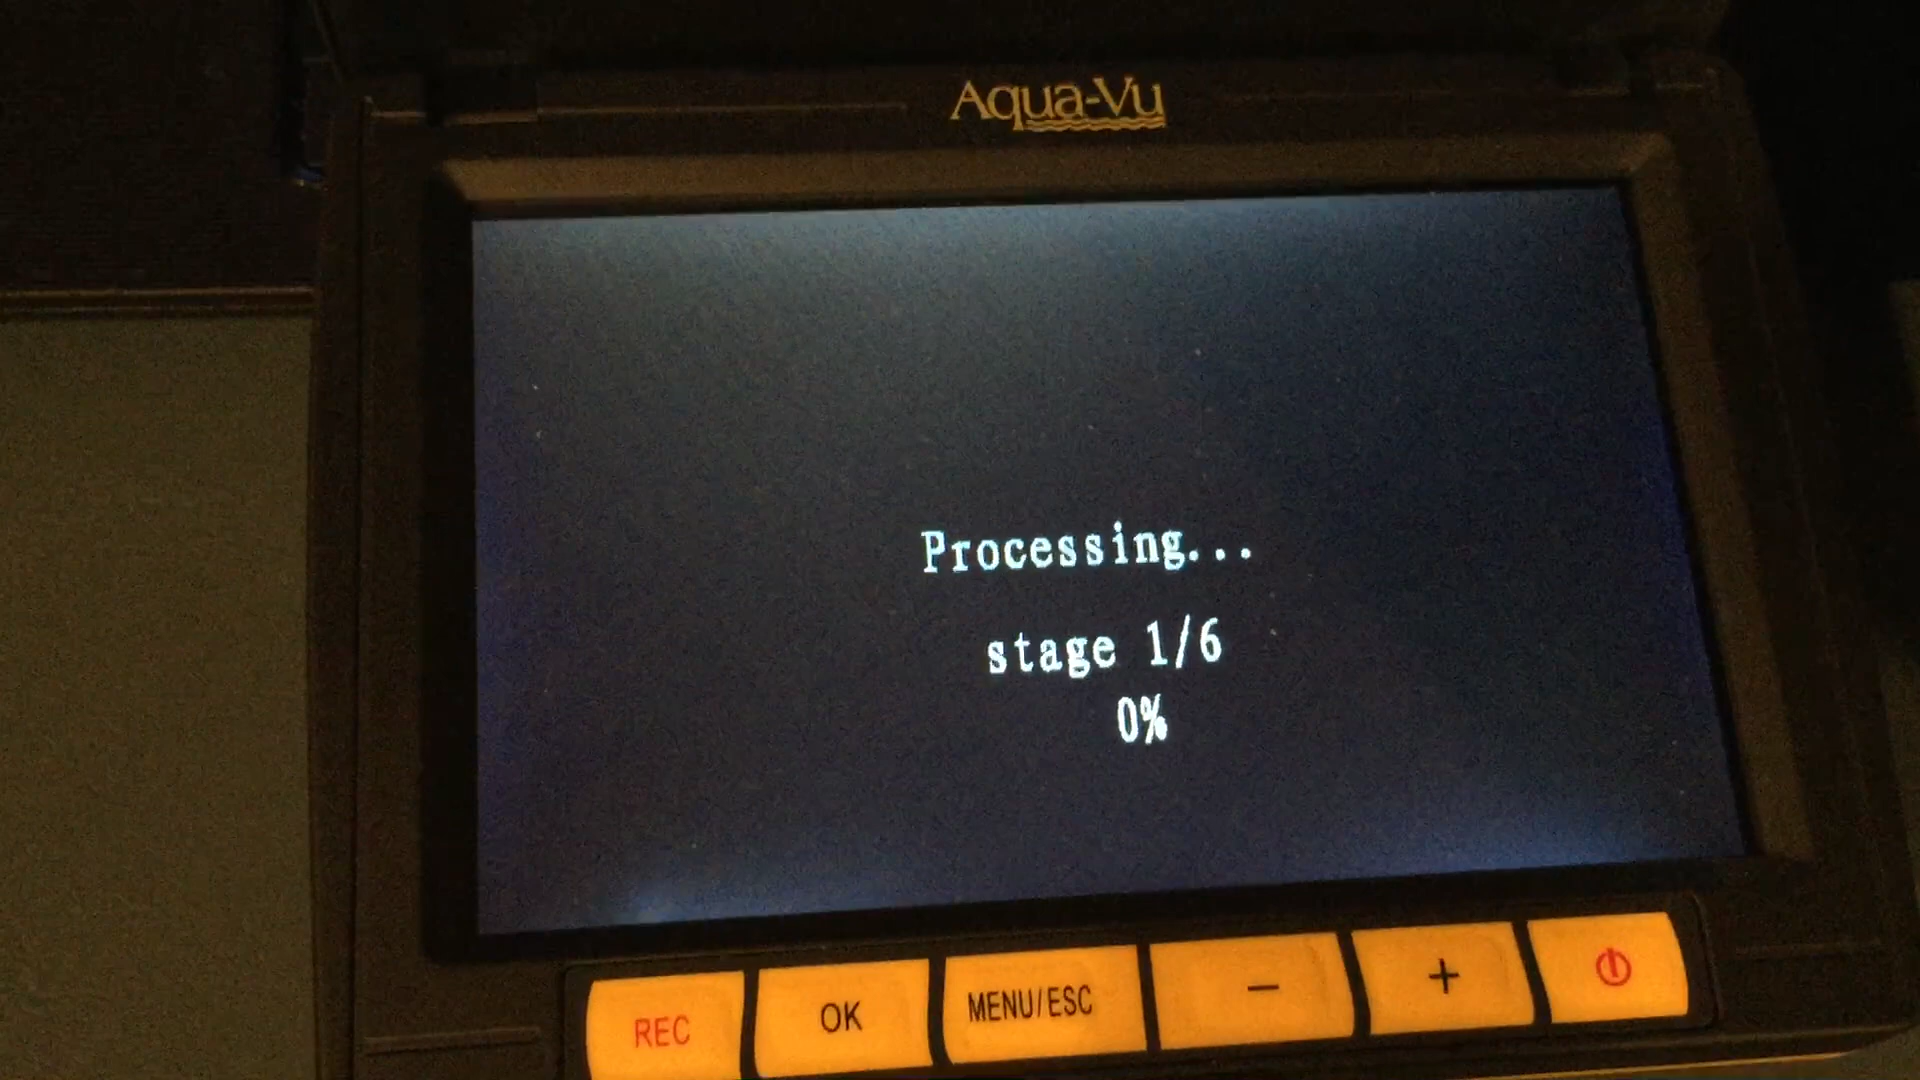 Aqua-Vu
Processing...
stage 1/6
0%
REC OK MENU/ESC - +